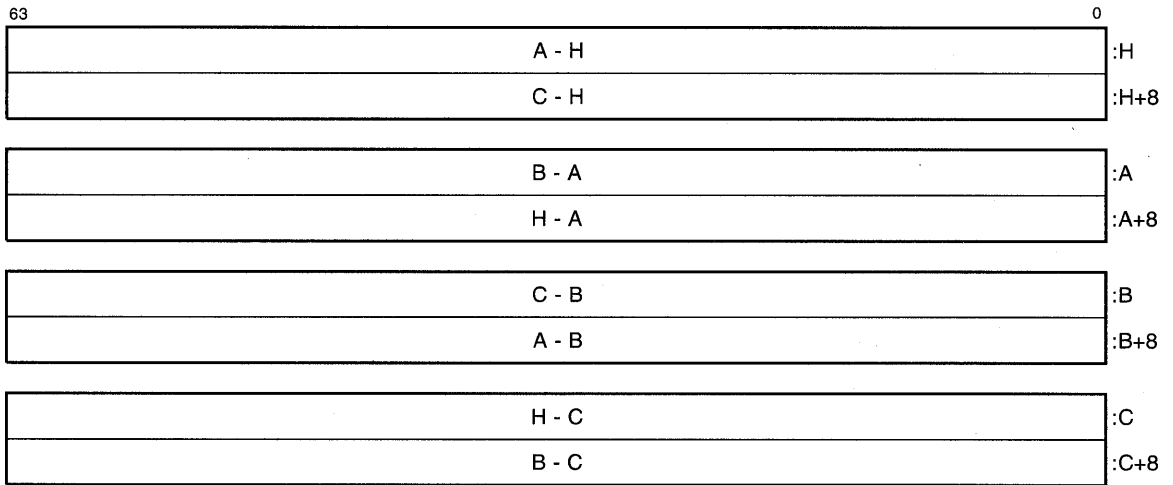 63 0
A - H :H
C - H :H+8
B - A :A
H - A :A+8
C - B :B
A - B :B+8
H - C :C
B - C :C+8